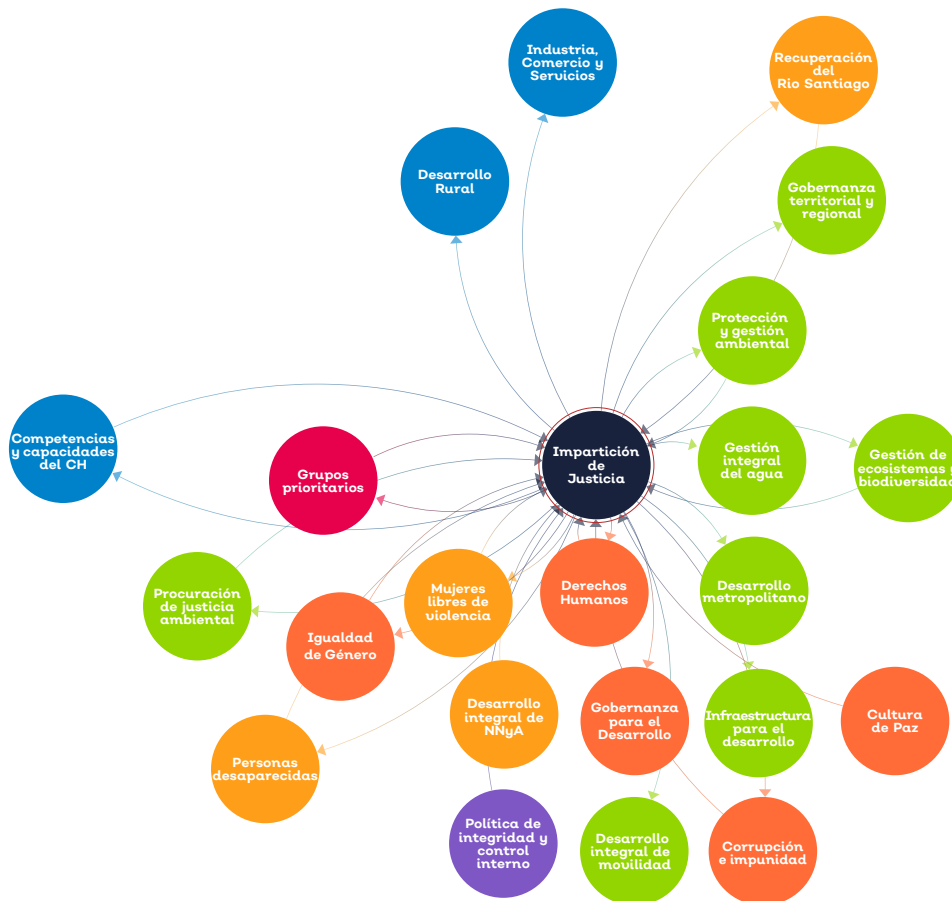 Industria,
Comercio y
Servicios
Recuperación
del
Rio Santiago
Desarrollo
Rural
Gobernanza
territorial y
regional
Protección
y gestión
ambiental
Competencias
y capacidades
del CH
Grupos
prioritarios
Impartición
de
Justicia
Gestión
integral
del agua
Gestión de
ecosistemas y
biodiversidad
Procuración
de justicia
ambiental
Igualdad
de Género
Mujeres
libres de
violencia
Derechos
Humanos
Desarrollo
metropolitano
Personas
desaparecidas
Desarrollo
integral de
NNyA
Gobernanza
para el
Desarrollo
Infraestructura
para el
desarrollo
Cultura
de Paz
Política de
integridad y
control
interno
Desarrollo
integral de
movilidad
Corrupción
e impunidad